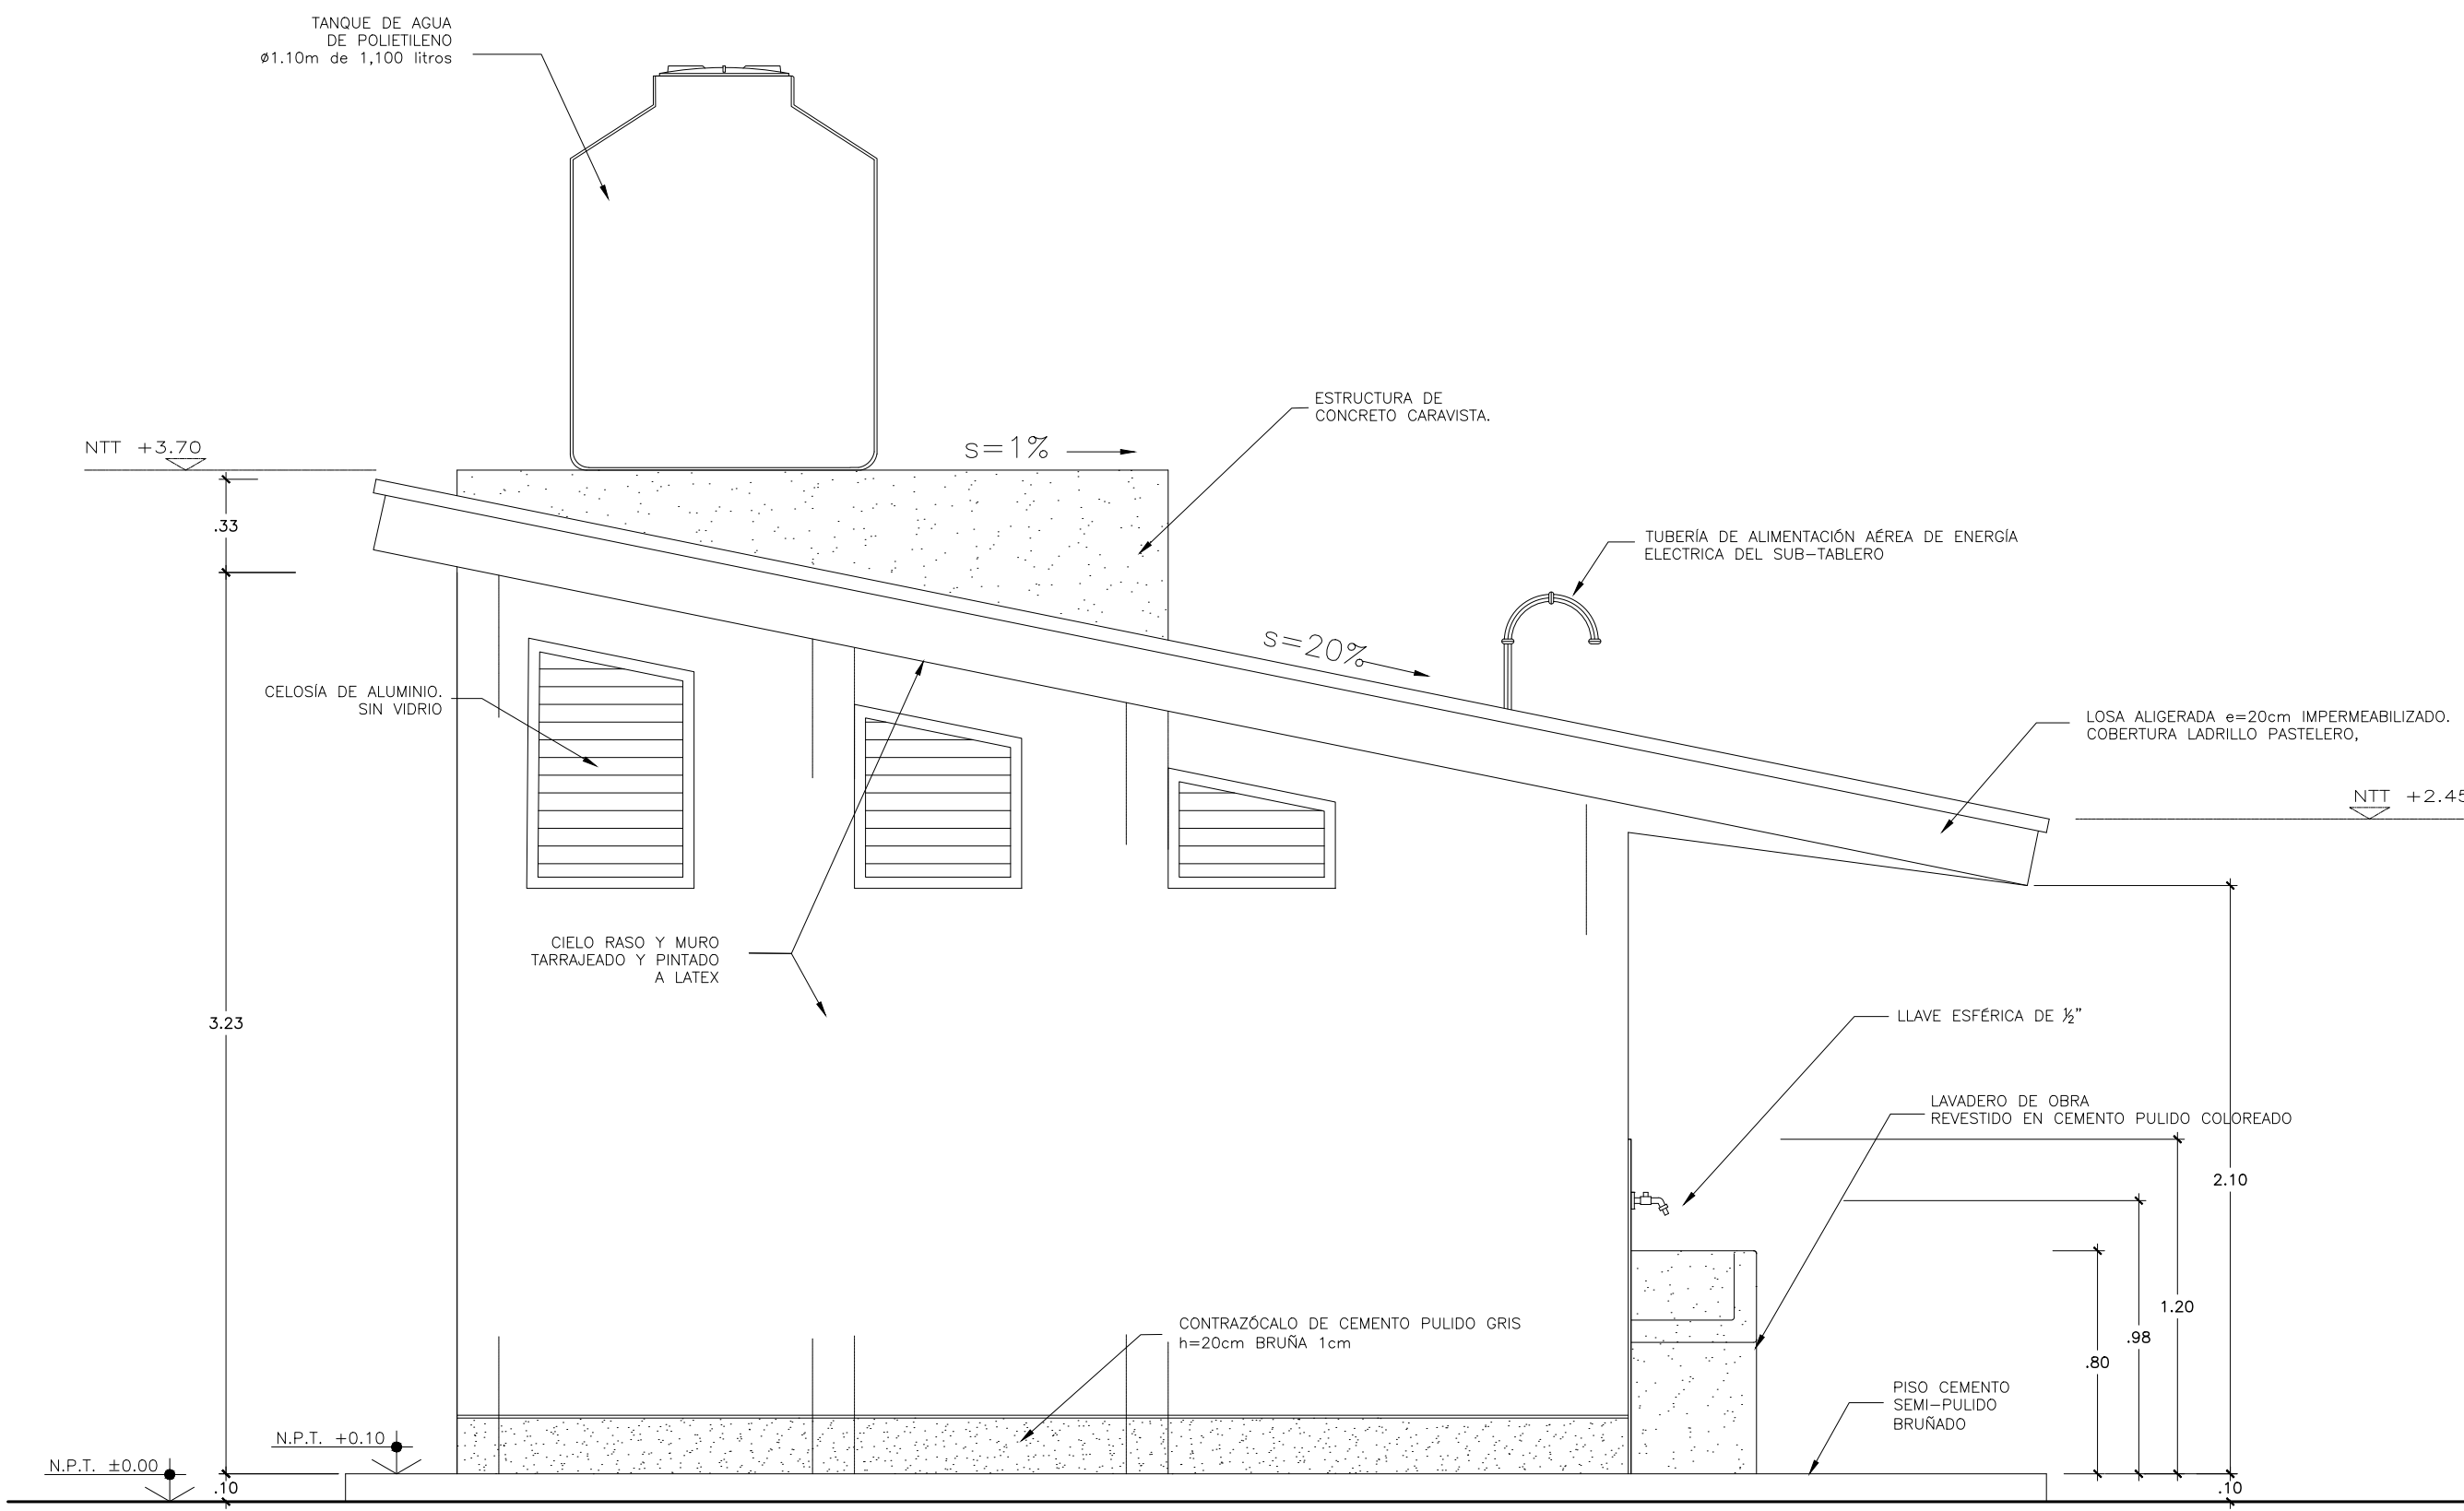 TANQUE DE AGUA
DE POLIETILENO
ø1.10m de 1,100 litros
ESTRUCTURA DE
CONCRETO CARAVISTA.
NTT +3.70
s=1%
.33
TUBERÍA DE ALIMENTACIÓN AÉREA DE ENERGÍA
ELECTRICA DEL SUB-TABLERO
s=20%
CELOSÍA DE ALUMINIO.
SIN VIDRIO
LOSA ALIGERADA e=20cm IMPERMEABILIZADO.
COBERTURA LADRILLO PASTELERO,
NTT +2.45
CIELO RASO Y MURO
TARRAJEADO Y PINTADO
A LATEX
3.23
LLAVE ESFÉRICA DE ½"
LAVADERO DE OBRA
REVESTIDO EN CEMENTO PULIDO COLOREADO
2.10
1.20
.98
.80
CONTRAZÓCALO DE CEMENTO PULIDO GRIS
h=20cm BRUÑA 1cm
PISO CEMENTO
SEMI-PULIDO
BRUÑADO
N.P.T. +0.10
N.P.T. ±0.00
.10
.10